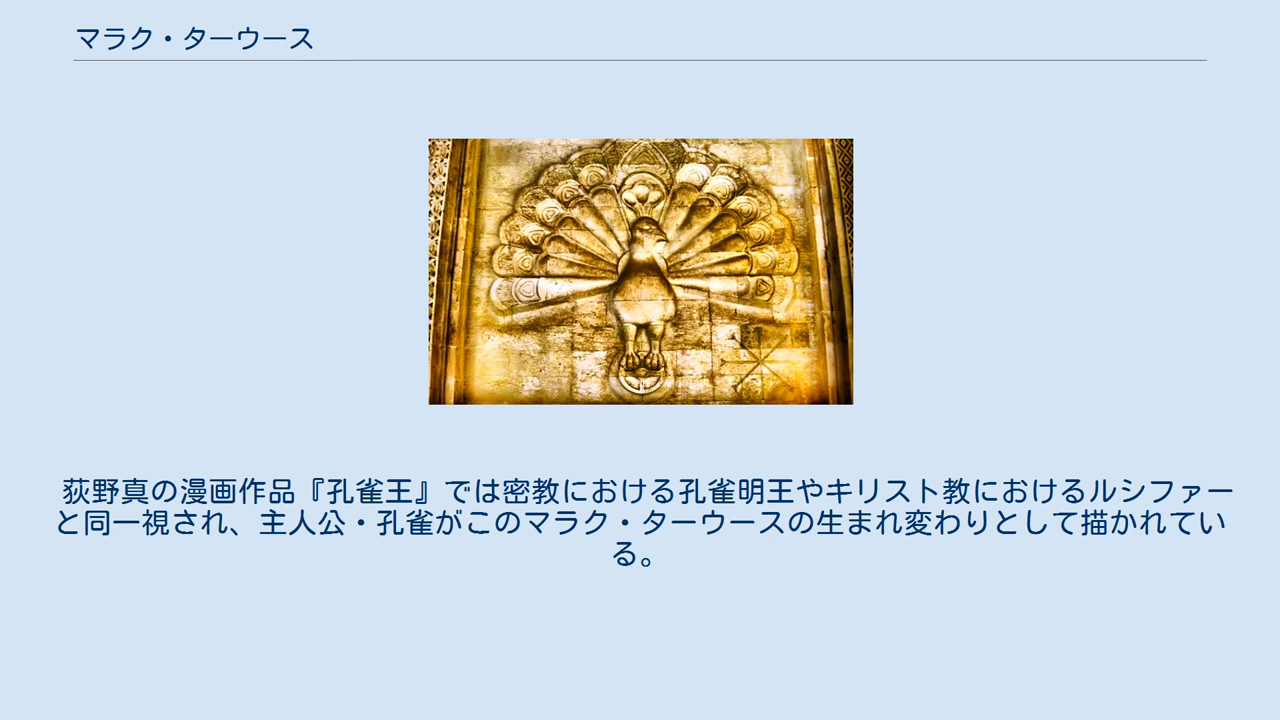 マラク・ターウース
荻野真の漫画作品『孔雀王』では密教における孔雀明王やキリスト教におけるルシファー
と同一視され、主人公・孔雀がこのマラク・ターウースの生まれ変わりとして描かれてい
る。